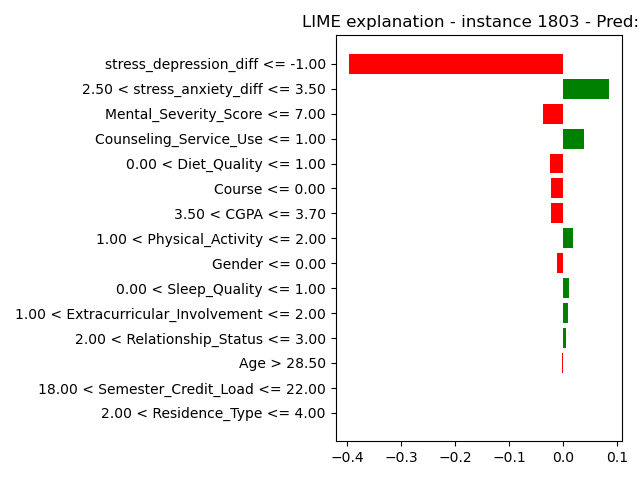 LIME explanation - instance 1803 - Pred:
stress_depression_diff <= -1.00
2.50 < stress_anxiety_diff <= 3.50
Mental_Severity_Score <= 7.00
Counseling_Service_Use <= 1.00
0.00 < Diet_Quality <= 1.00
Course <= 0.00
3.50 < CGPA <= 3.70
1.00 < Physical_Activity <= 2.00
Gender <= 0.00
0.00 < Sleep_Quality <= 1.00
1.00 < Extracurricular_Involvement <= 2.00
2.00 < Relationship_Status <= 3.00
Age > 28.50
18.00 < Semester_Credit_Load <= 22.00
2.00 < Residence_Type <= 4.00
−0.4 −0.3 −0.2 −0.1 0.0 0.1